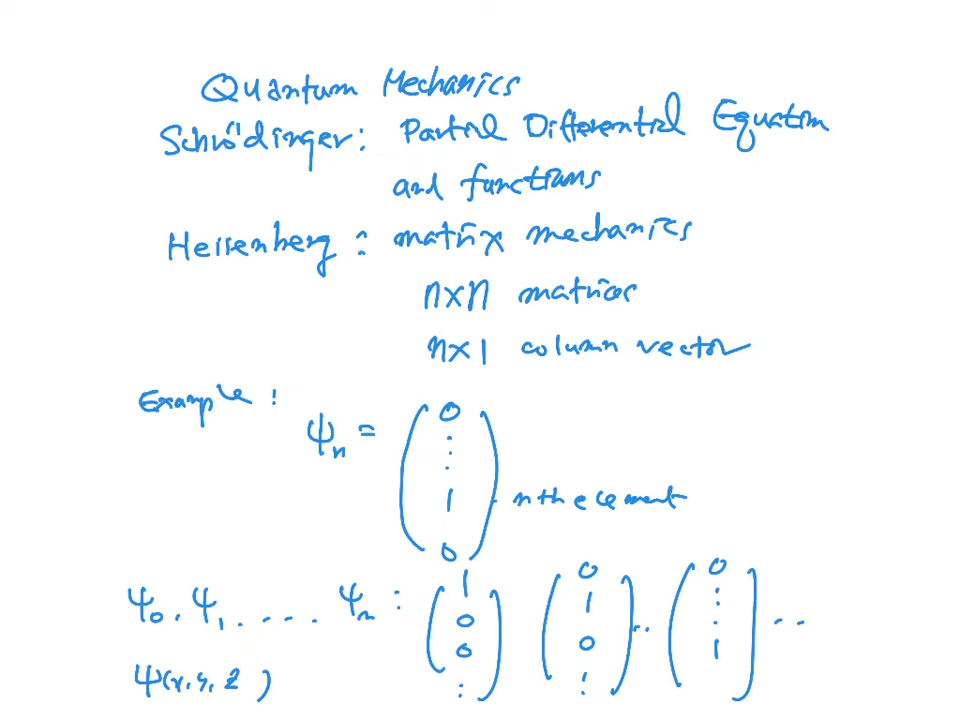 Quantum Mechanics
Schrödinger: Partial Differential Equation
and functions
Heisenberg: matrix mechanics
n×n matrices
n×1 column vector
Example:
ψₙ = (0 ⋮ 1 0) nth element
ψ₀, ψ₁, .... ψₙ : (1 0 0 ⋮) (0 1 0 ⋮) .. (0 ⋮ 1) ..
ψ(x, y, z)